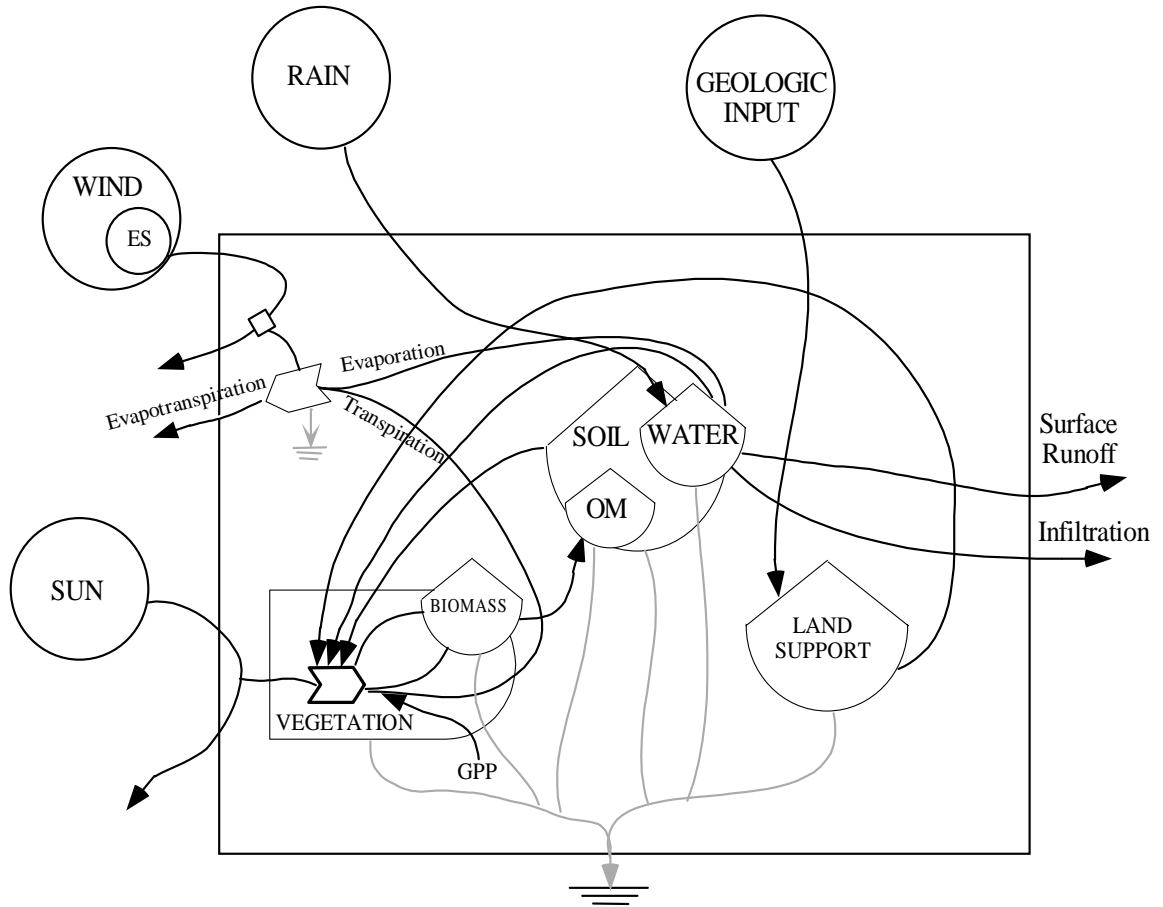 RAIN
GEOLOGIC
INPUT
WIND
ES
Evaporation
Evapotranspiration
Transpiration
SOIL
WATER
Surface
Runoff
OM
Infiltration
SUN
BIOMASS
LAND
SUPPORT
VEGETATION
GPP